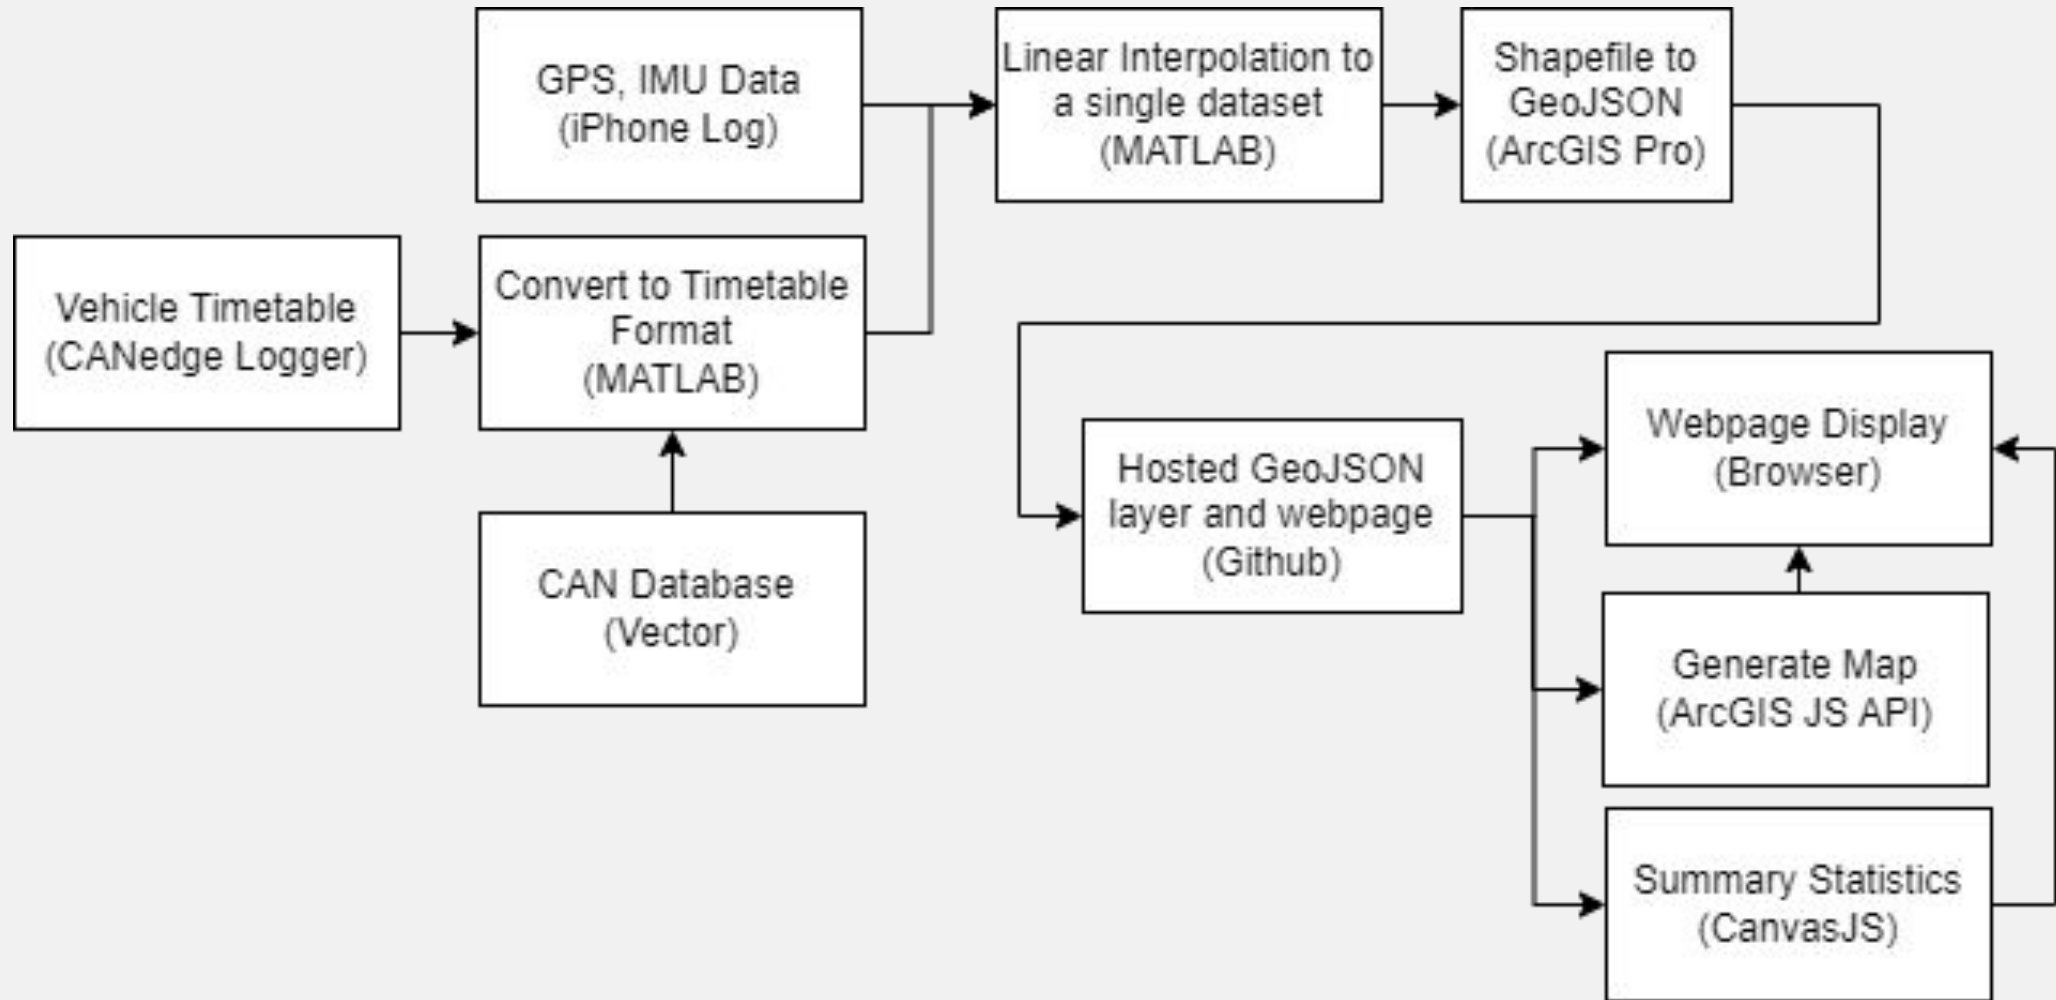 GPS, IMU Data
(iPhone Log)
Linear Interpolation to
a single dataset
(MATLAB)
Shapefile to
GeoJSON
(ArcGIS Pro)
Vehicle Timetable
(CANedge Logger)
Convert to Timetable
Format
(MATLAB)
CAN Database
(Vector)
Hosted GeoJSON
layer and webpage
(Github)
Webpage Display
(Browser)
Generate Map
(ArcGIS JS API)
Summary Statistics
(CanvasJS)